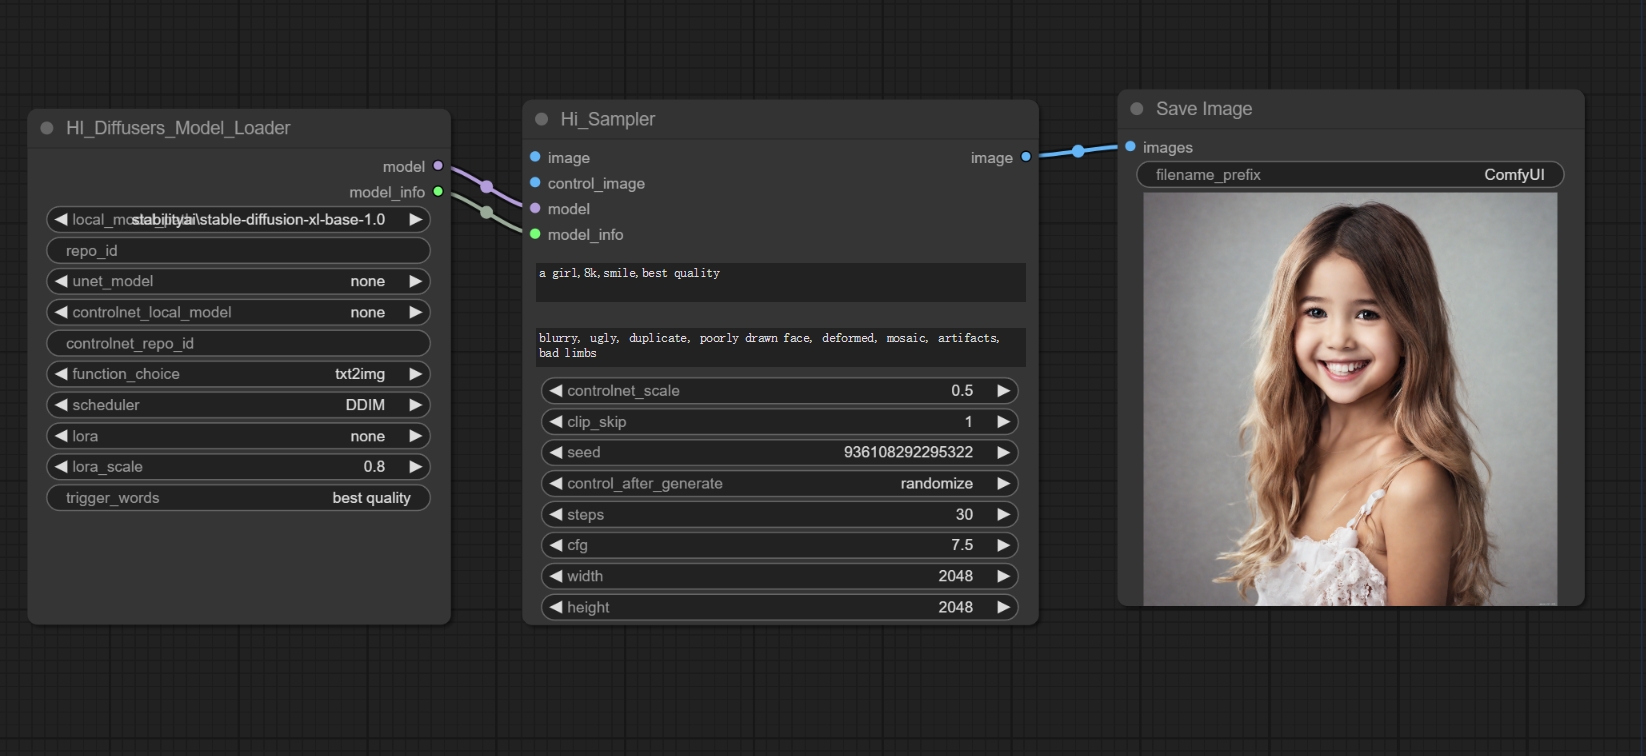 HI_Diffusers_Model_Loader
model
model_info
stabilityai\stable-diffusion-xl-base-1.0
repo_id
unet_model none
controlnet_local_model none
controlnet_repo_id
function_choice txt2img
scheduler DDIM
lora none
lora_scale 0.8
trigger_words best quality
Hi_Sampler
image image
control_image
model
model_info
a girl,8k,smile,best quality
blurry, ugly, duplicate, poorly drawn face, deformed, mosaic, artifacts,
bad limbs
controlnet_scale 0.5
clip_skip 1
seed 936108292295322
control_after_generate randomize
steps 30
cfg 7.5
width 2048
height 2048
Save Image
images
filename_prefix ComfyUI